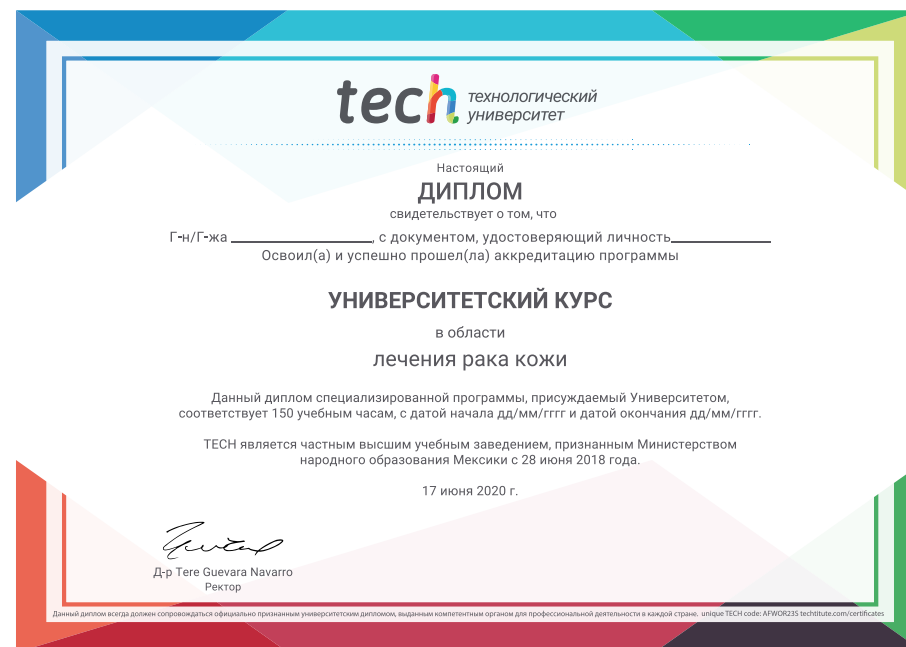 tech технологический
университет
Настоящий
ДИПЛОМ
свидетельствует о том, что
Г-н/Г-жа , с документом, удостоверяющий личность
Освоил(а) и успешно прошел(ла) аккредитацию программы
УНИВЕРСИТЕТСКИЙ КУРС
в области
лечения рака кожи
Данный диплом специализированной программы, присуждаемый Университетом,
соответствует 150 учебным часам, с датой начала дд/мм/гггг и датой окончания дд/мм/гггг.
TECH является частным высшим учебным заведением, признанным Министерством
народного образования Мексики с 28 июня 2018 года.
17 июня 2020 г.
Д-р Tere Guevara Navarro
Ректор
Данный диплом всегда должен сопровождаться официально признанным университетским дипломом, выданным компетентным органом для профессиональной деятельности в каждой стране. unique TECH code: AFWOR23S techtitute.com/certificates